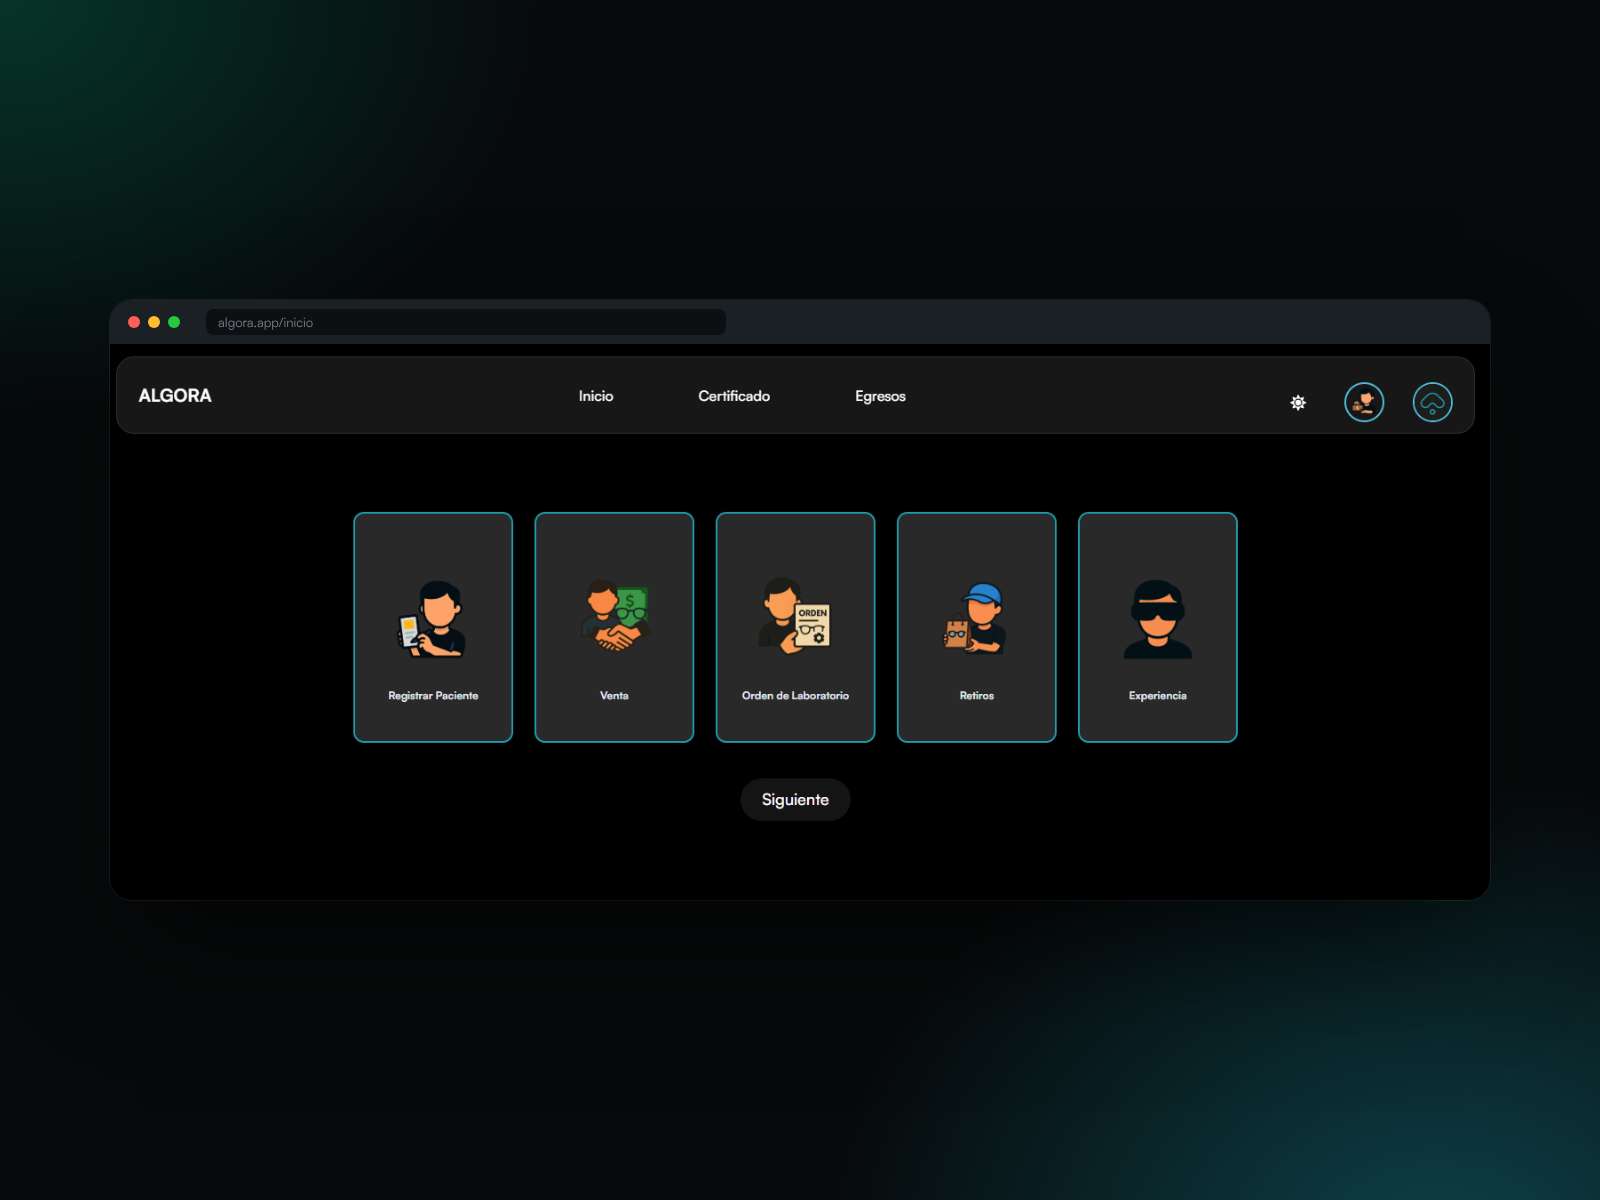 algora.app/inicio
ALGORA
Inicio
Certificado
Egresos
$
ORDEN
Registrar Paciente
Venta
Orden de Laboratorio
Retiros
Experiencia
Siguiente